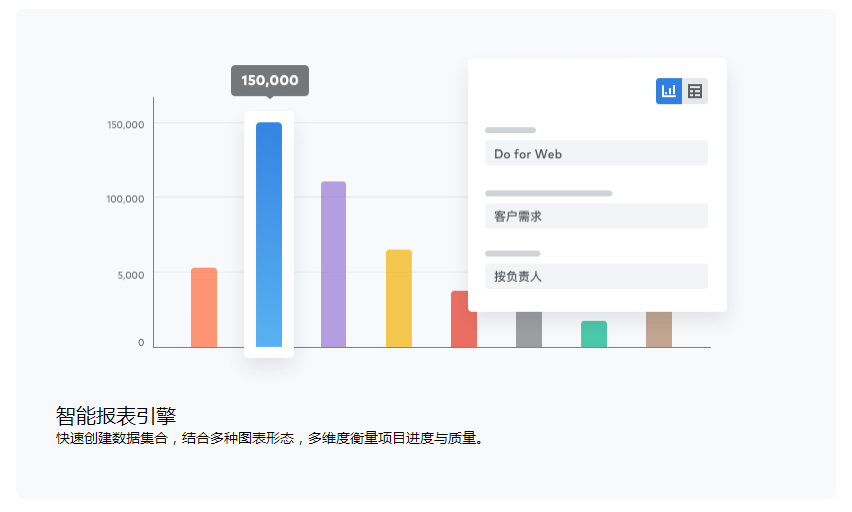 150,000
150,000
100,000
5,000
0
Do for Web
客户需求
按负责人
智能报表引擎
快速创建数据集合，结合多种图表形态，多维度衡量项目进度与质量。